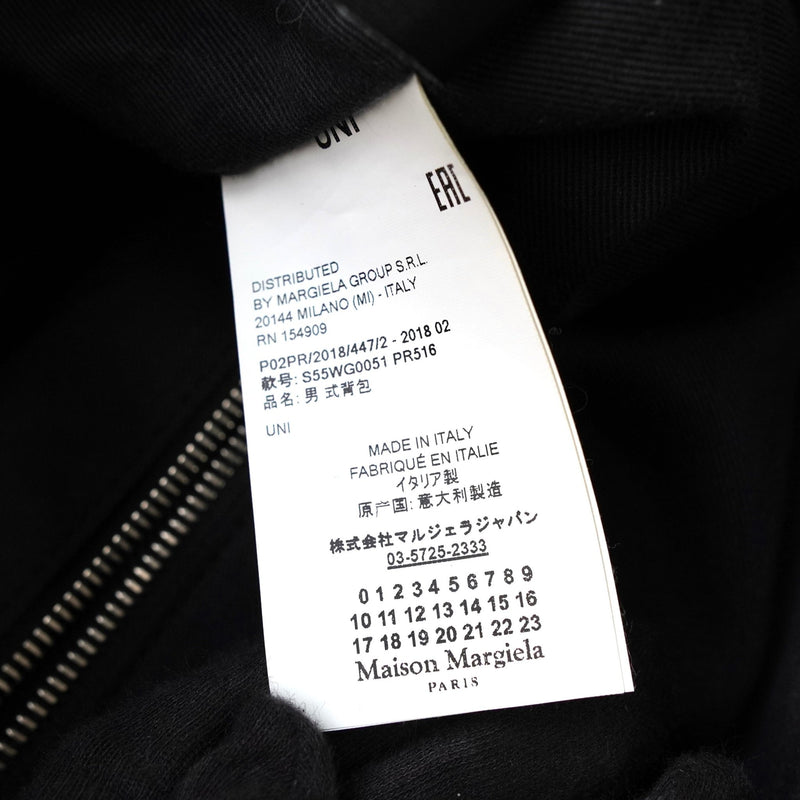 UNI
EAC
DISTRIBUTED
BY MARGIELA GROUP S.R.L.
20144 MILANO (MI) - ITALY
RN 154909
P02PR/2018/447/2 - 2018 02
款号: S55WG0051 PR516
品名: 男式背包
UNI
MADE IN ITALY
FABRIQUÉ EN ITALIE
イタリア製
原产国: 意大利製造
株式会社マルジェラジャパン
03-5725-2333
0 1 2 3 4 5 6 7 8 9
10 11 12 13 14 15 16
17 18 19 20 21 22 23
Maison Margiela
PARIS